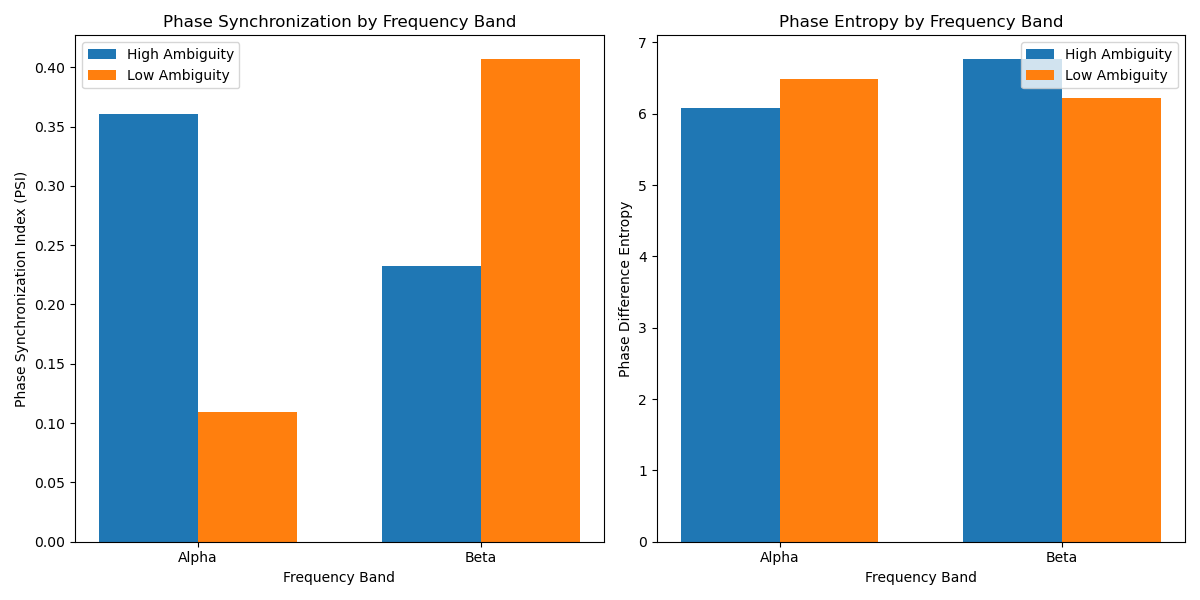 Phase Synchronization by Frequency Band
High Ambiguity
Low Ambiguity
Phase Synchronization Index (PSI)
0.40
0.35
0.30
0.25
0.20
0.15
0.10
0.05
0.00
Alpha
Beta
Frequency Band
Phase Entropy by Frequency Band
High Ambiguity
Low Ambiguity
Phase Difference Entropy
7
6
5
4
3
2
1
0
Alpha
Beta
Frequency Band